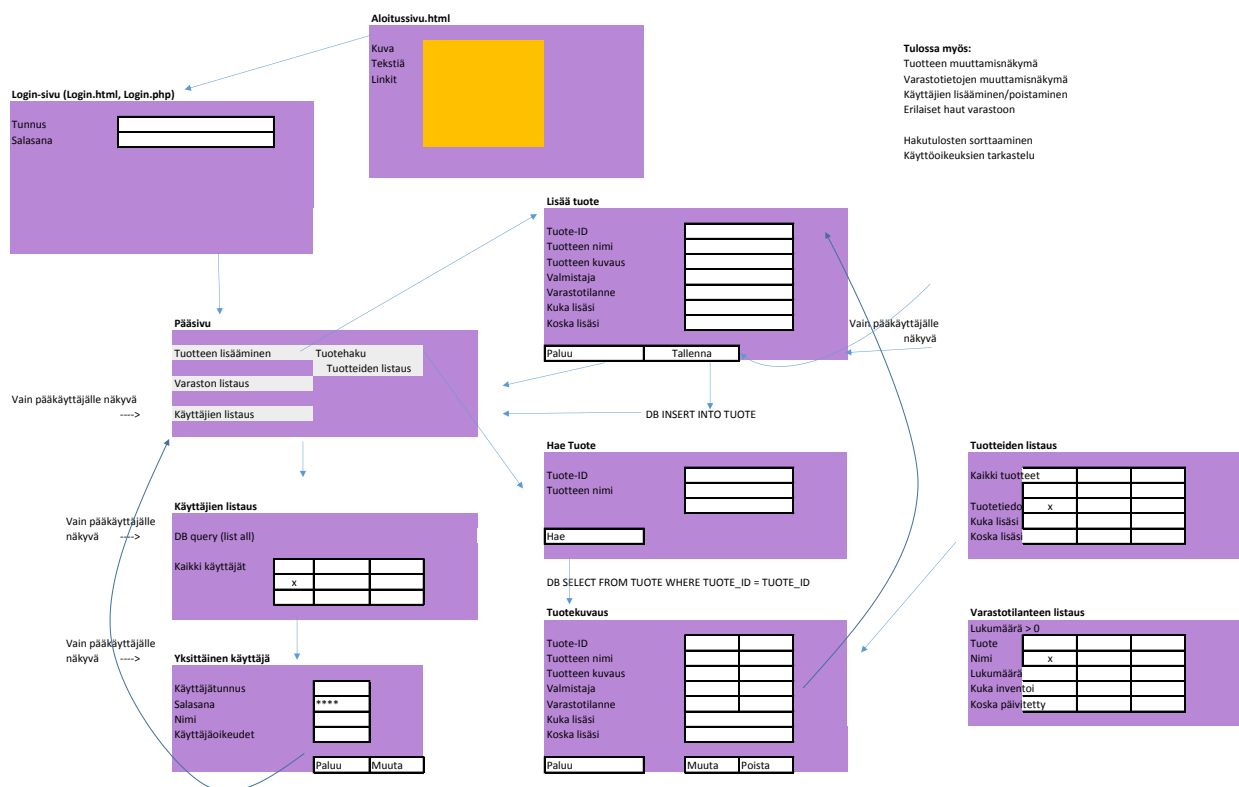 Aloitussivu.html
Kuva
Tekstiä
Linkit
Tulossa myös:
Tuotteen muuttamisnäkymä
Varastotietojen muuttamisnäkymä
Käyttäjien lisääminen/poistaminen
Erilaiset haut varastoon
Hakutulosten sorttaaminen
Käyttöoikeuksien tarkastelu
Login-sivu (Login.html, Login.php)
Tunnus
Salasana
Lisää tuote
Tuote-ID
Tuotteen nimi
Tuotteen kuvaus
Valmistaja
Varastotilanne
Kuka lisäsi
Koska lisäsi
Paluu Tallenna
Vain pääkäyttäjälle
näkyvä
Pääsivu
Tuotteen lisääminen Tuotehaku
Tuotteiden listaus
Varaston listaus
Käyttäjien listaus
Vain pääkäyttäjälle näkyvä
---->
DB INSERT INTO TUOTE
Hae Tuote
Tuote-ID
Tuotteen nimi
Hae
DB SELECT FROM TUOTE WHERE TUOTE_ID = TUOTE_ID
Tuotteiden listaus
Kaikki tuotteet
Tuotetiedo x
Kuka lisäsi
Koska lisäsi
Käyttäjien listaus
Vain pääkäyttäjälle
näkyvä ---->
DB query (list all)
Kaikki käyttäjät
x
Tuotekuvaus
Tuote-ID
Tuotteen nimi
Tuotteen kuvaus
Valmistaja
Varastotilanne
Kuka lisäsi
Koska lisäsi
Paluu Muuta Poista
Varastotilanteen listaus
Lukumäärä > 0
Tuote
Nimi x
Lukumäärä
Kuka inventoi
Koska päivitetty
Vain pääkäyttäjälle
näkyvä ---->
Yksittäinen käyttäjä
Käyttäjätunnus
Salasana ****
Nimi
Käyttäjäoikeudet
Paluu Muuta